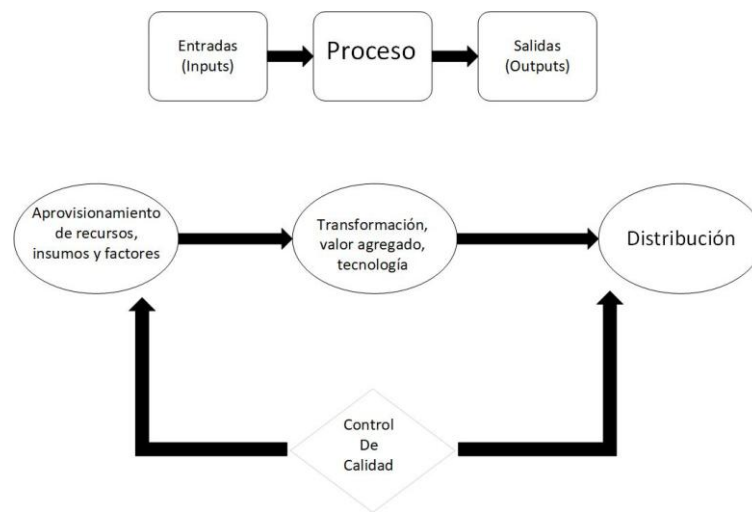 Entradas
(Inputs)
Proceso
Salidas
(Outputs)
Aprovisionamiento
de recursos,
insumos y factores
Transformación,
valor agregado,
tecnología
Distribución
Control
De
Calidad